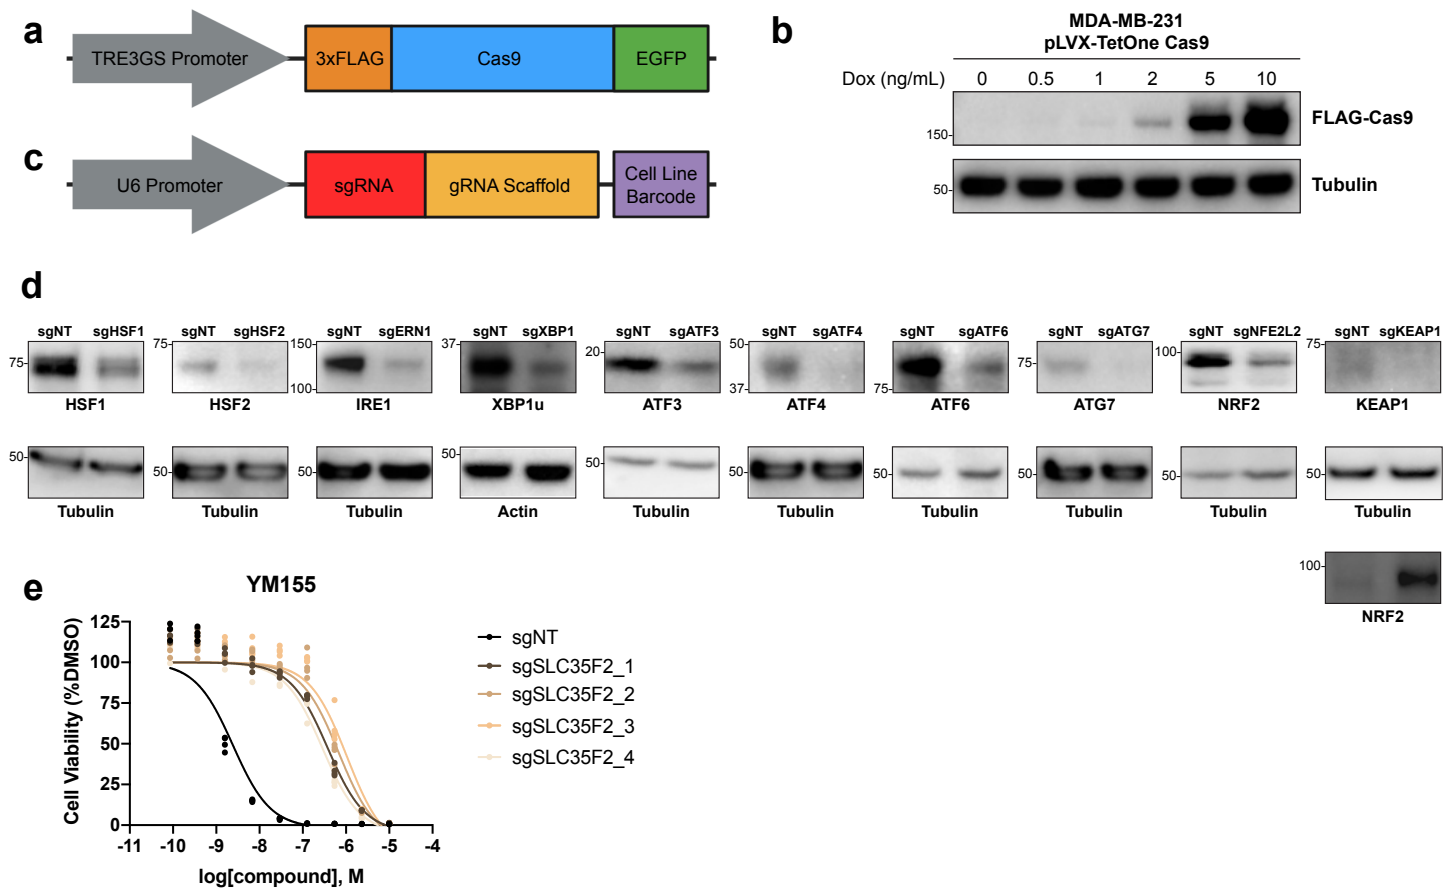 a
TRE3GS Promoter
3xFLAG
Cas9
EGFP
b
MDA-MB-231
pLVX-TetOne Cas9
Dox (ng/mL) 0 0.5 1 2 5 10
150-
FLAG-Cas9
50-
Tubulin
c
U6 Promoter
sgRNA
gRNA Scaffold
Cell Line
Barcode
d
sgNT sgHSF1
75-
HSF1
50-
Tubulin
sgNT sgHSF2
75-
HSF2
50-
Tubulin
sgNT sgERN1
150-
100-
IRE1
50-
Tubulin
sgNT sgXBP1
37-
XBP1u
50-
Actin
sgNT sgATF3
20-
ATF3
50-
Tubulin
sgNT sgATF4
50-
37-
ATF4
50-
Tubulin
sgNT sgATF6
75-
ATF6
50-
Tubulin
sgNT sgATG7
75-
ATG7
50-
Tubulin
sgNT sgNFE2L2
100-
NRF2
50-
Tubulin
sgNT sgKEAP1
75-
KEAP1
50-
Tubulin
100-
NRF2
e
YM155
Cell Viability (%DMSO)
125
100
75
50
25
0
-11 -10 -9 -8 -7 -6 -5 -4
log[compound], M
sgNT
sgSLC35F2_1
sgSLC35F2_2
sgSLC35F2_3
sgSLC35F2_4